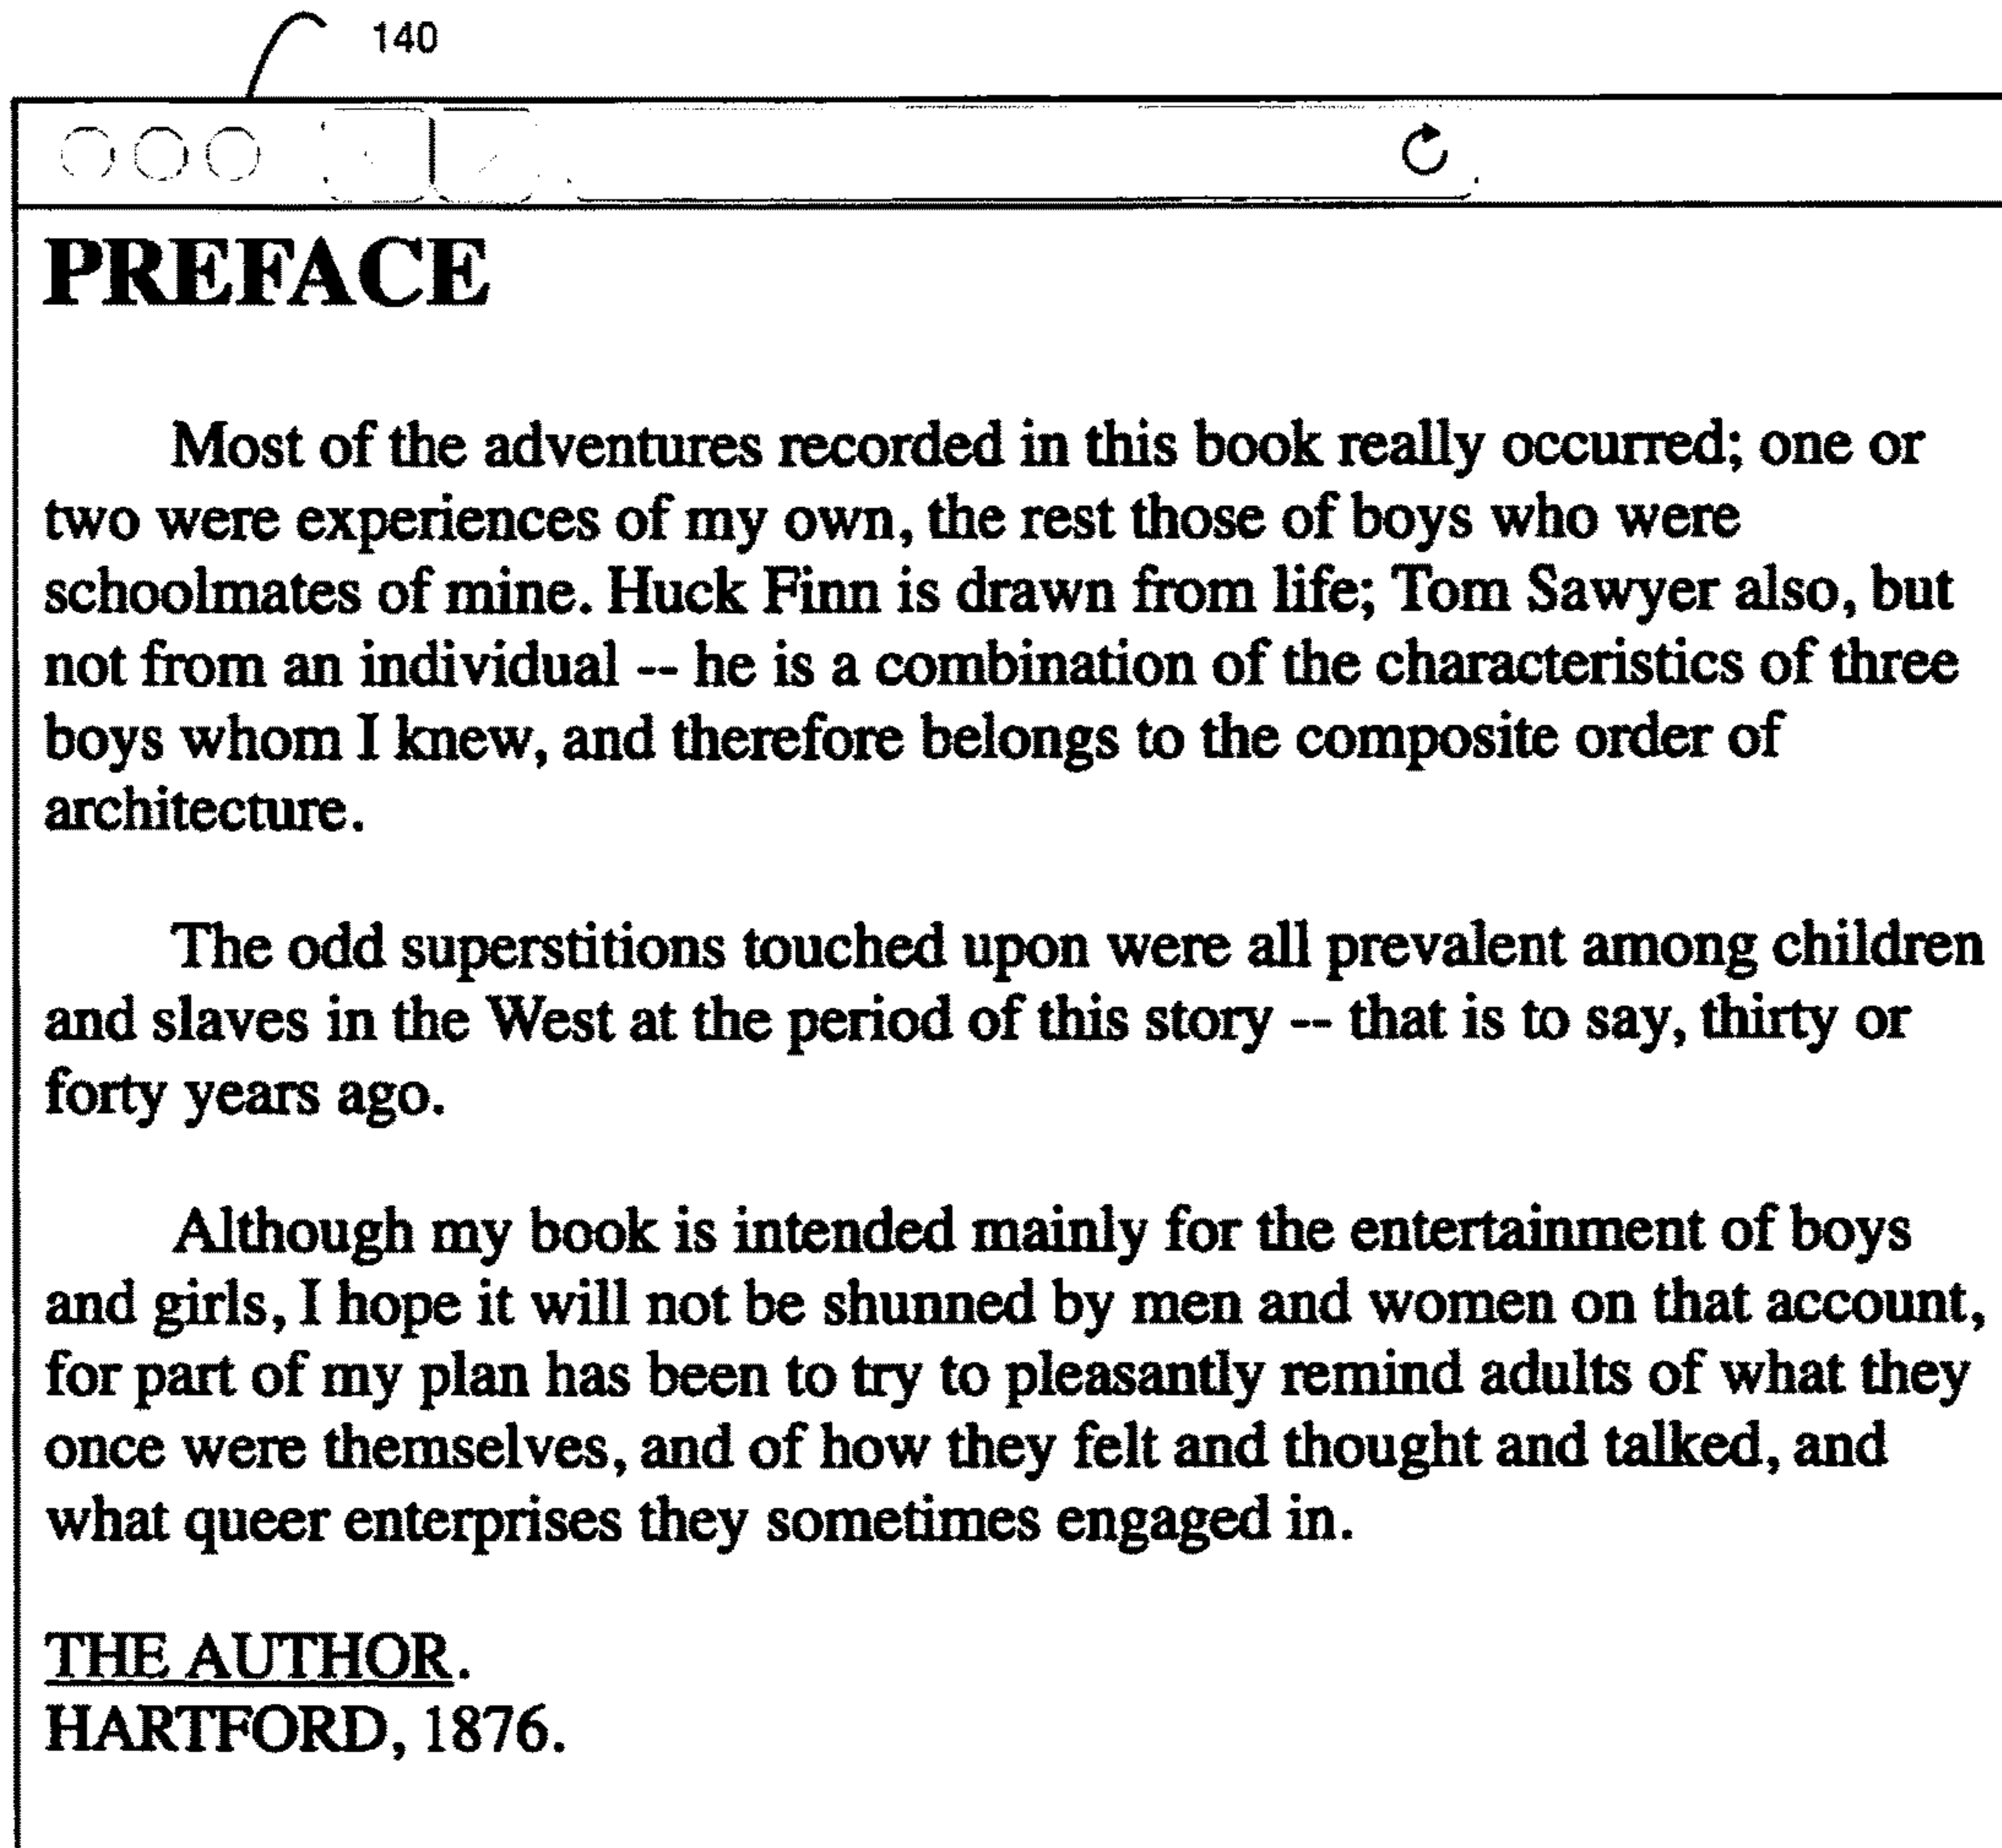 140
PREFACE
Most of the adventures recorded in this book really occurred; one or
two were experiences of my own, the rest those of boys who were
schoolmates of mine. Huck Finn is drawn from life; Tom Sawyer also, but
not from an individual -- he is a combination of the characteristics of three
boys whom I knew, and therefore belongs to the composite order of
architecture.
The odd superstitions touched upon were all prevalent among children
and slaves in the West at the period of this story -- that is to say, thirty or
forty years ago.
Although my book is intended mainly for the entertainment of boys
and girls, I hope it will not be shunned by men and women on that account,
for part of my plan has been to try to pleasantly remind adults of what they
once were themselves, and of how they felt and thought and talked, and
what queer enterprises they sometimes engaged in.
THE AUTHOR.
HARTFORD, 1876.